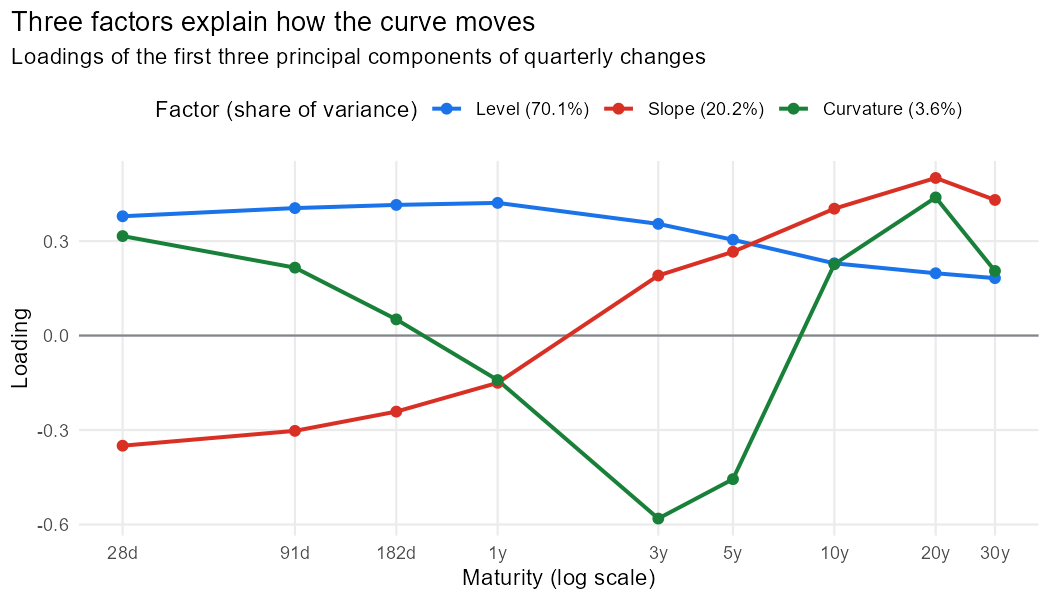 Three factors explain how the curve moves
Loadings of the first three principal components of quarterly changes
Factor (share of variance) Level (70.1%) Slope (20.2%) Curvature (3.6%)
Loading
0.3
0.0
-0.3
-0.6
28d 91d 182d 1y 3y 5y 10y 20y 30y
Maturity (log scale)